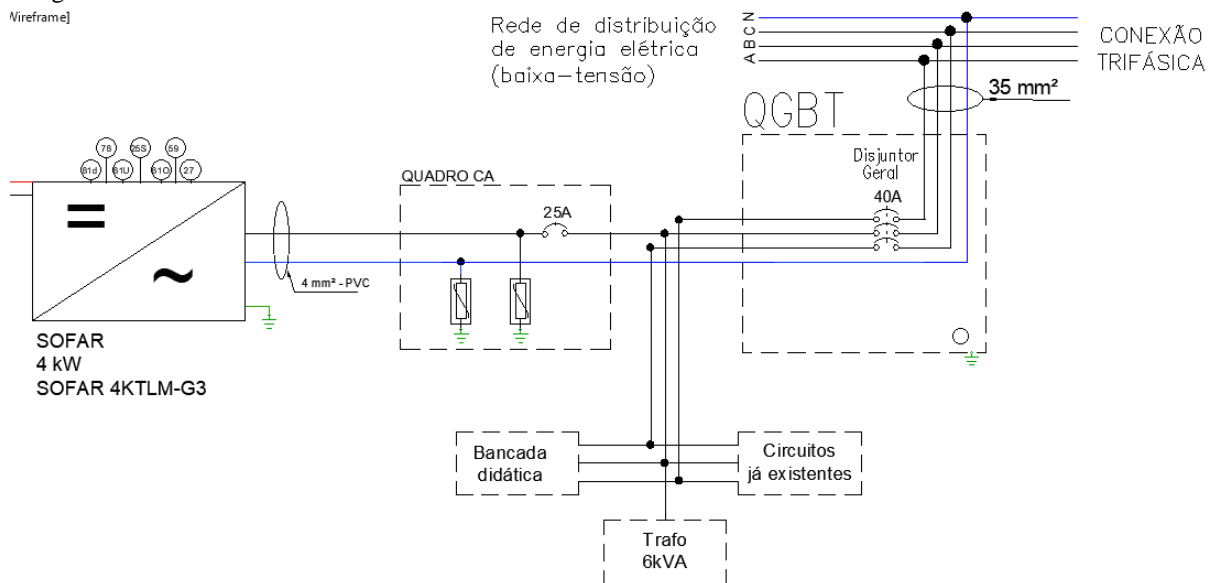 Wireframe]
Rede de distribuição
de energia elétrica
(baixa-tensão)
A B C N
CONEXÃO
TRIFÁSICA
35 mm²
QGBT
Disjuntor
Geral
40A
78
25S
59
81d
61U
61O
27
QUADRO CA
25A
4 mm² - PVC
SOFAR
4 kW
SOFAR 4KTLM-G3
Bancada
didática
Circuitos
já existentes
Trafo
6kVA